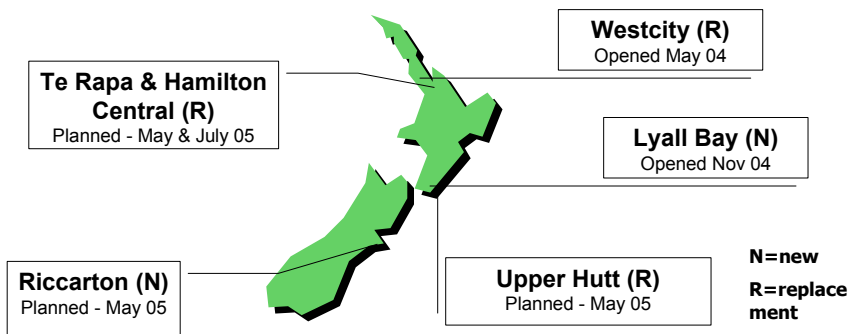 Westcity (R)
Opened May 04
Te Rapa & Hamilton
Central (R)
Planned - May & July 05
Lyall Bay (N)
Opened Nov 04
Riccarton (N)
Planned - May 05
Upper Hutt (R)
Planned - May 05
N=new
R=replace
ment